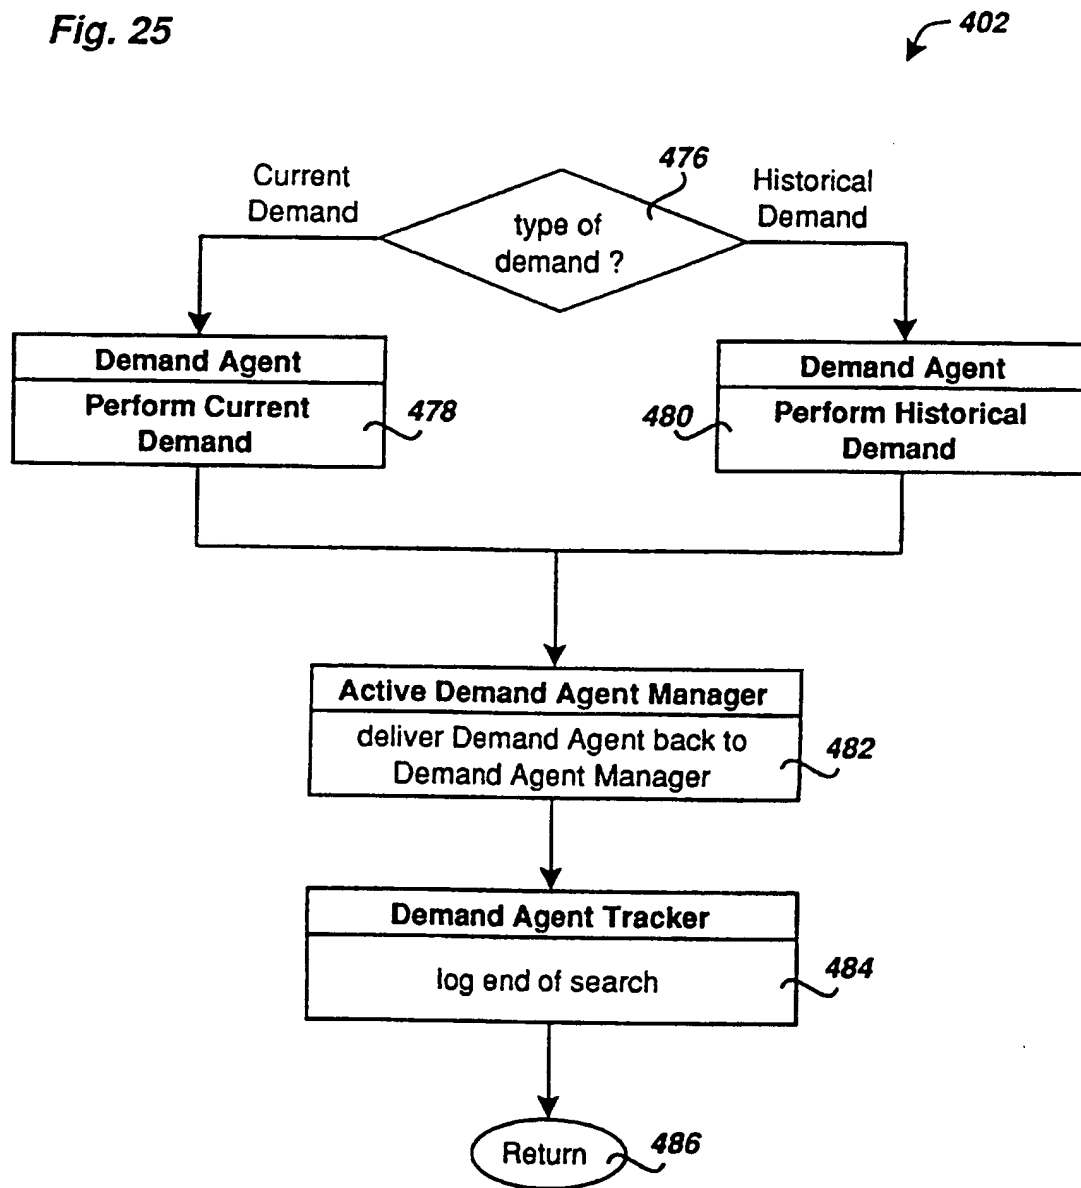 Fig. 25
402
476
Current
Demand
Historical
Demand
type of
demand ?
Demand Agent
Perform Current
Demand
478
Demand Agent
480
Perform Historical
Demand
Active Demand Agent Manager
deliver Demand Agent back to
Demand Agent Manager
482
Demand Agent Tracker
log end of search
484
Return
486